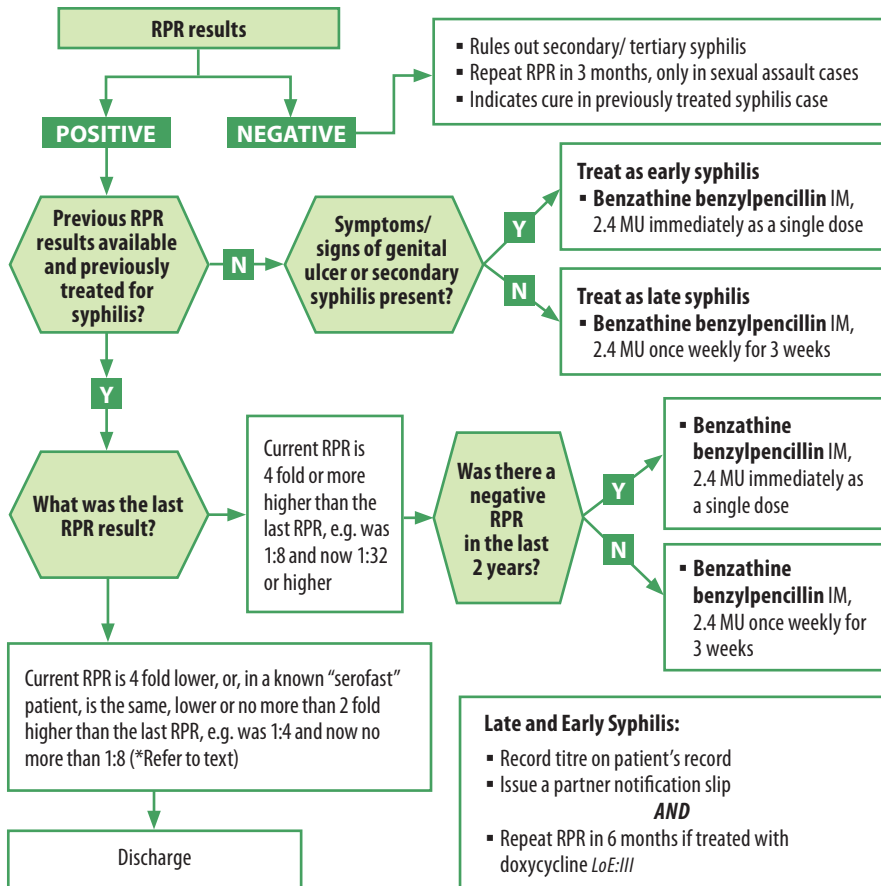 RPR results
▪ Rules out secondary/ tertiary syphilis
▪ Repeat RPR in 3 months, only in sexual assault cases
▪ Indicates cure in previously treated syphilis case
POSITIVE
NEGATIVE
Previous RPR
results available
and previously
treated for
syphilis?
N
Symptoms/
signs of genital
ulcer or secondary
syphilis present?
Y
Treat as early syphilis
▪ Benzathine benzylpencillin IM,
2.4 MU immediately as a single dose
N
Treat as late syphilis
▪ Benzathine benzylpencillin IM,
2.4 MU once weekly for 3 weeks
Y
What was the last
RPR result?
Current RPR is
4 fold or more
higher than the
last RPR, e.g. was
1:8 and now 1:32
or higher
Was there a
negative
RPR
in the last
2 years?
Y
▪ Benzathine
benzylpencillin IM,
2.4 MU immediately as
a single dose
N
▪ Benzathine
benzylpencillin IM,
2.4 MU once weekly for
3 weeks
Current RPR is 4 fold lower, or, in a known “serofast”
patient, is the same, lower or no more than 2 fold
higher than the last RPR, e.g. was 1:4 and now no
more than 1:8 (*Refer to text)
Discharge
Late and Early Syphilis:
▪ Record titre on patient’s record
▪ Issue a partner notification slip
AND
▪ Repeat RPR in 6 months if treated with
doxycycline LoE:III